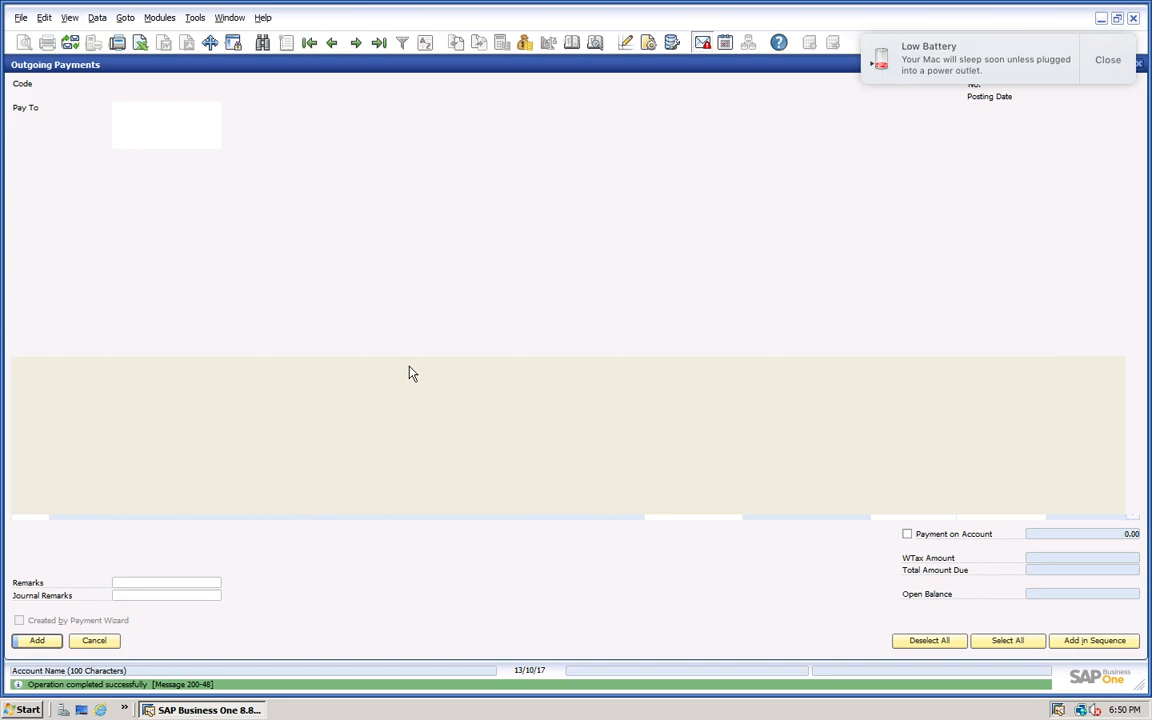 File Edit View Data Goto Modules Tools Window Help
Outgoing Payments
Low Battery
Your Mac will sleep soon unless plugged
into a power outlet.
Close
Code
No.
Posting Date
Pay To
Payment on Account 0.00
WTax Amount
Total Amount Due
Open Balance
Remarks
Journal Remarks
Created by Payment Wizard
Add Cancel Deselect All Select All Add in Sequence
Account Name (100 Characters) 13/10/17
Operation completed successfully [Message 200-48]
SAP Business One
Start SAP Business One 8.8... 6:50 PM